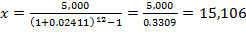 x = 5,000 / (1+0.02411)^12 −1 = 5,000 / 0.3309 = 15,106